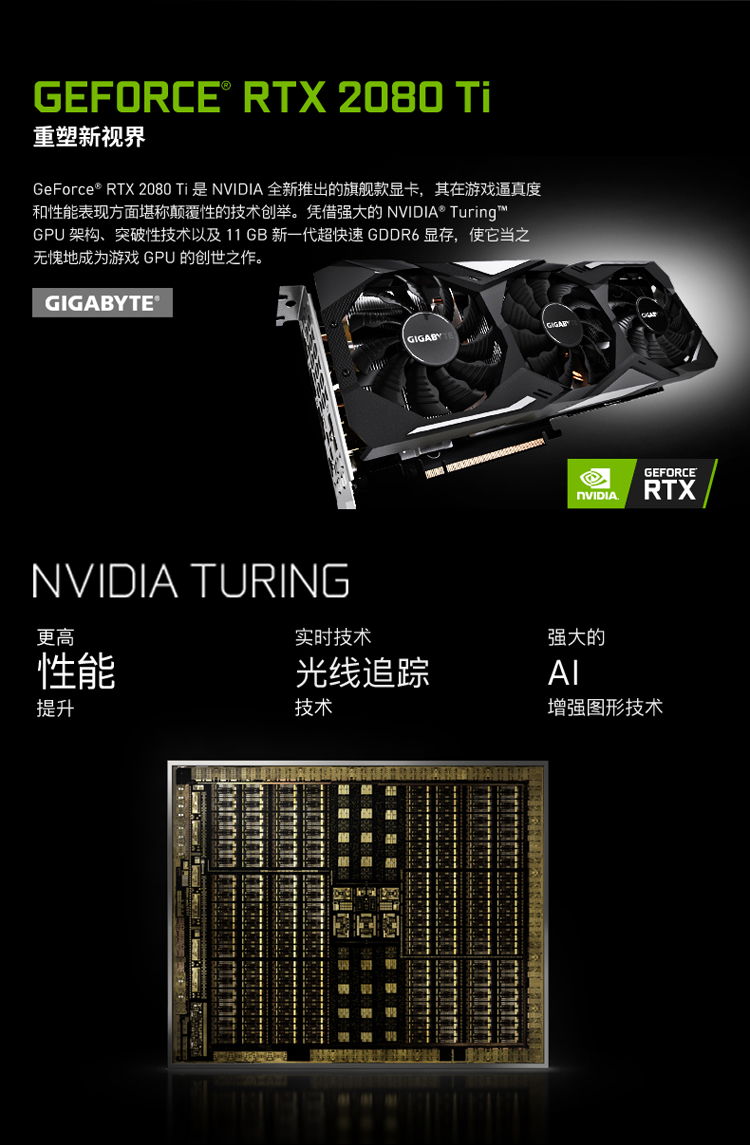 GEFORCE® RTX 2080 Ti
重塑新视界
GeForce® RTX 2080 Ti 是 NVIDIA 全新推出的旗舰款显卡，其在游戏逼真度
和性能表现方面堪称颠覆性的技术创举。凭借强大的 NVIDIA® Turing™
GPU 架构、突破性技术以及 11 GB 新一代超快速 GDDR6 显存，使它当之
无愧地成为游戏 GPU 的创世之作。
GIGABYTE®
GIGABYTE
GIGABYTE
GIGABYTE
NVIDIA.
GEFORCE®
RTX
NVIDIA TURING
更高
性能
提升
实时技术
光线追踪
技术
强大的
AI
增强图形技术